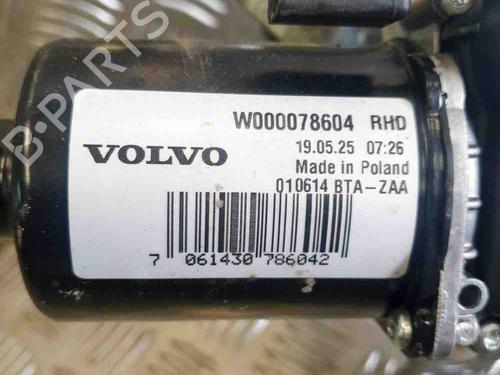 W000078604 RHD
VOLVO
19.05.25 07:26
Made in Poland
010614 BTA-ZAA
7 061430 786042
B-PARTS